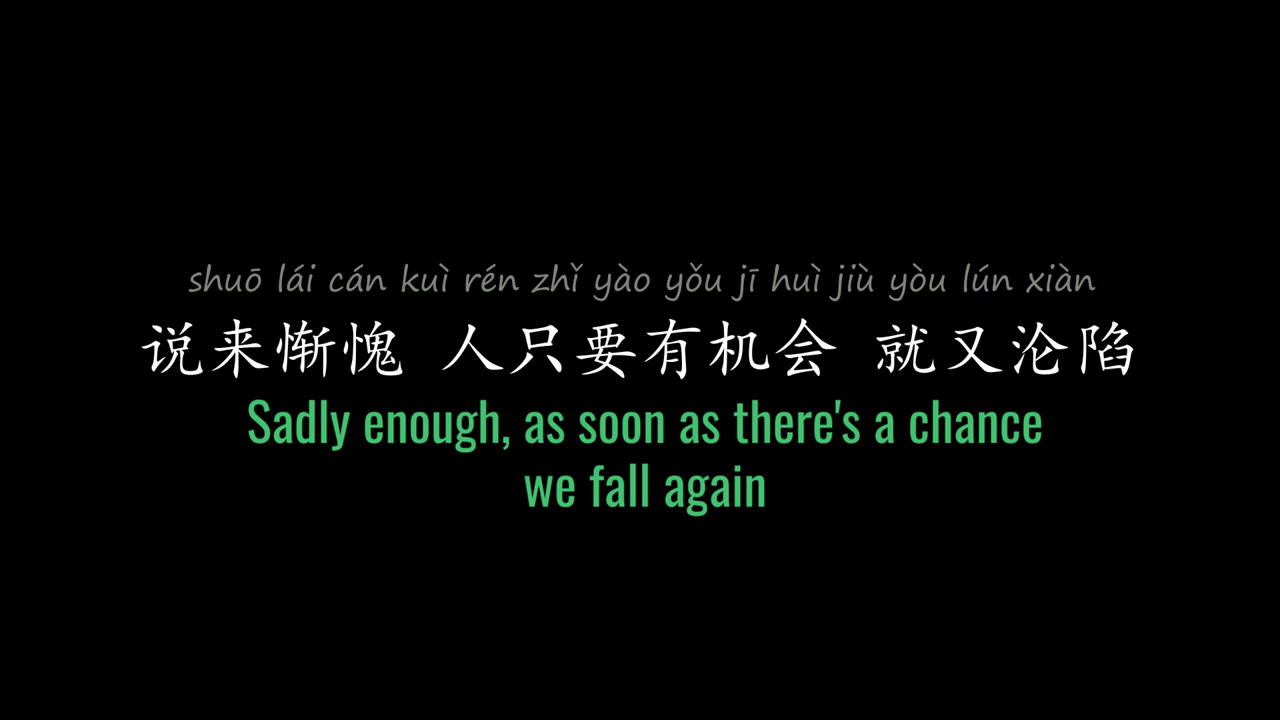 shuō lái cán kuì rén zhǐ yào yǒu jī huì jiù yòu lún xiàn
说来惭愧 人只要有机会 就又沦陷
Sadly enough, as soon as there's a chance
we fall again